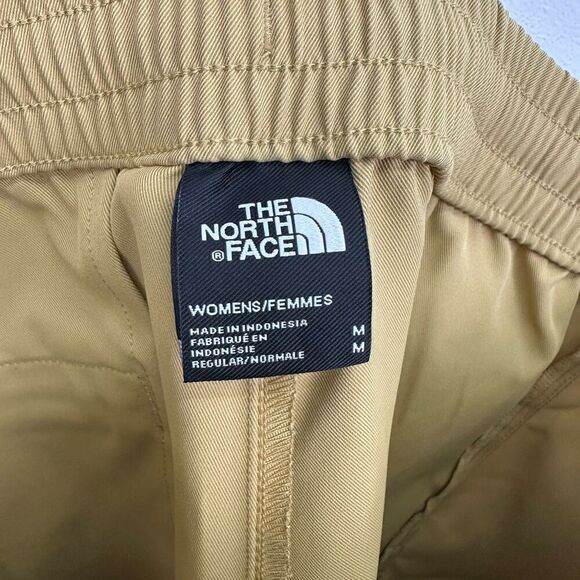 THE
NORTH
®FACE
WOMENS/FEMMES
MADE IN INDONESIA M
FABRIQUÉ EN
INDONÉSIE M
REGULAR/NORMALE